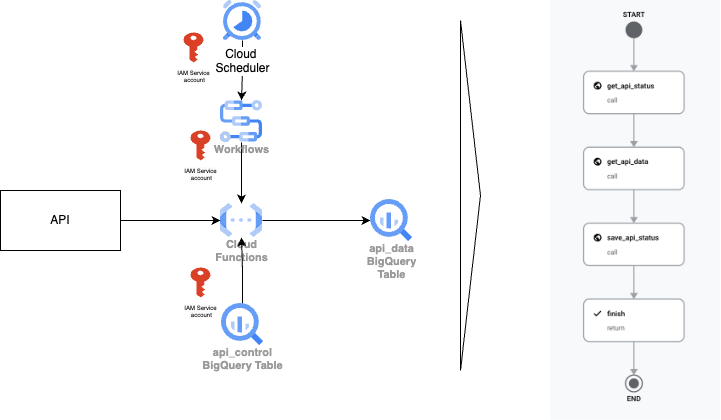 IAM Service
account
Cloud
Scheduler
IAM Service
account
Workflows
API
Cloud
Functions
api_data
BigQuery
Table
IAM Service
account
api_control
BigQuery Table
START
get_api_status
call
get_api_data
call
save_api_status
call
finish
return
END